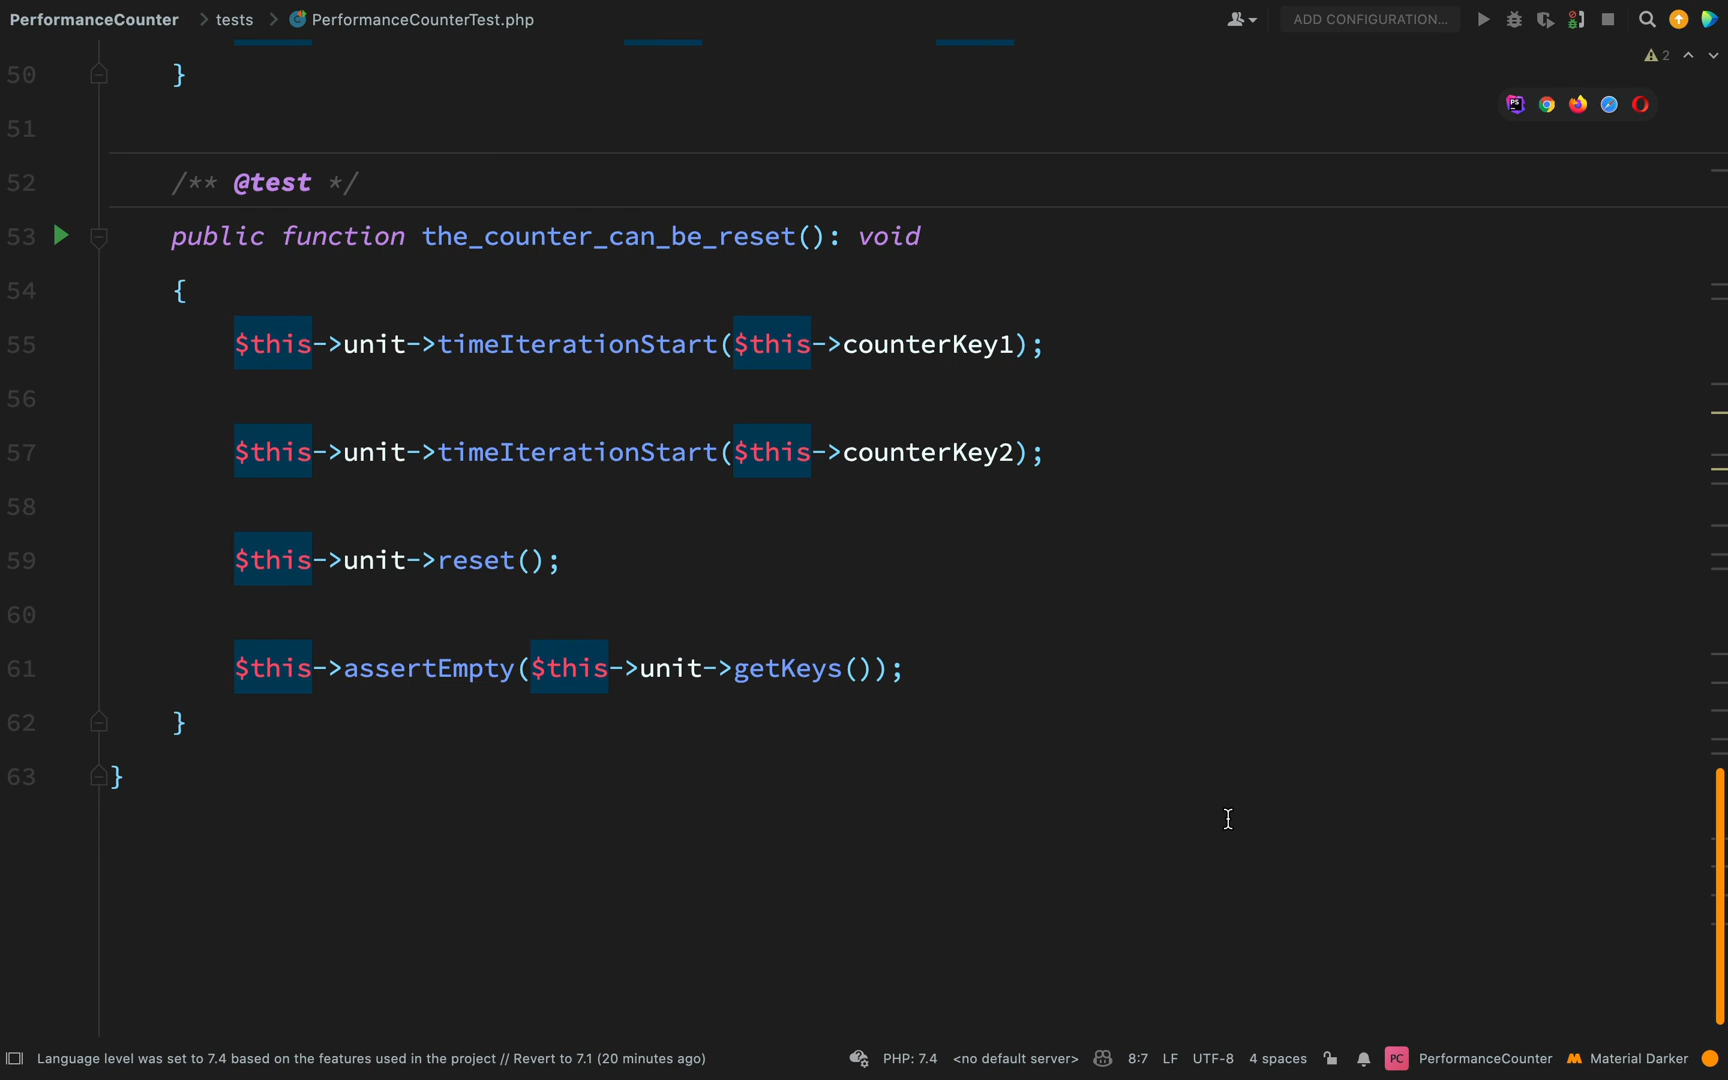 PerformanceCounter tests PerformanceCounterTest.php ADD CONFIGURATION...
2
50 }
51
52 /** @test */
53 public function the_counter_can_be_reset(): void
54 {
55 $this->unit->timeIterationStart($this->counterKey1);
56
57 $this->unit->timeIterationStart($this->counterKey2);
58
59 $this->unit->reset();
60
61 $this->assertEmpty($this->unit->getKeys());
62 }
63 }
Language level was set to 7.4 based on the features used in the project // Revert to 7.1 (20 minutes ago) PHP: 7.4 <no default server> 8:7 LF UTF-8 4 spaces PC PerformanceCounter Material Darker